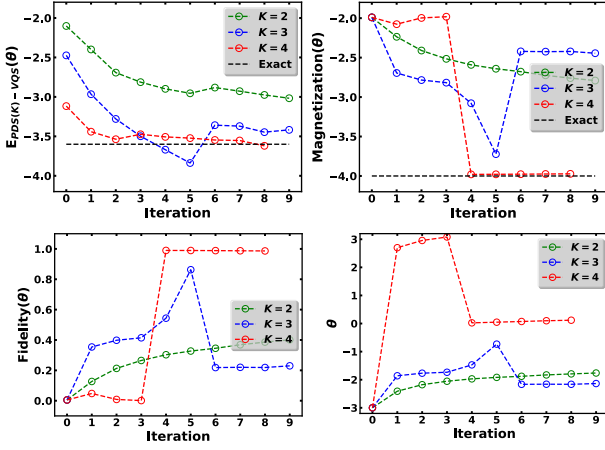 E_PDS(K) − VQS(θ)
−2.0
−2.5
−3.0
−3.5
−4.0
K = 2
K = 3
K = 4
Exact
0 1 2 3 4 5 6 7 8 9
Iteration
Magnetization(θ)
−2.0
−2.5
−3.0
−3.5
−4.0
K = 2
K = 3
K = 4
Exact
0 1 2 3 4 5 6 7 8 9
Iteration
Fidelity(θ)
1.0
0.8
0.6
0.4
0.2
0.0
K = 2
K = 3
K = 4
0 1 2 3 4 5 6 7 8 9
Iteration
θ
3
2
1
0
−1
−2
−3
K = 2
K = 3
K = 4
0 1 2 3 4 5 6 7 8 9
Iteration